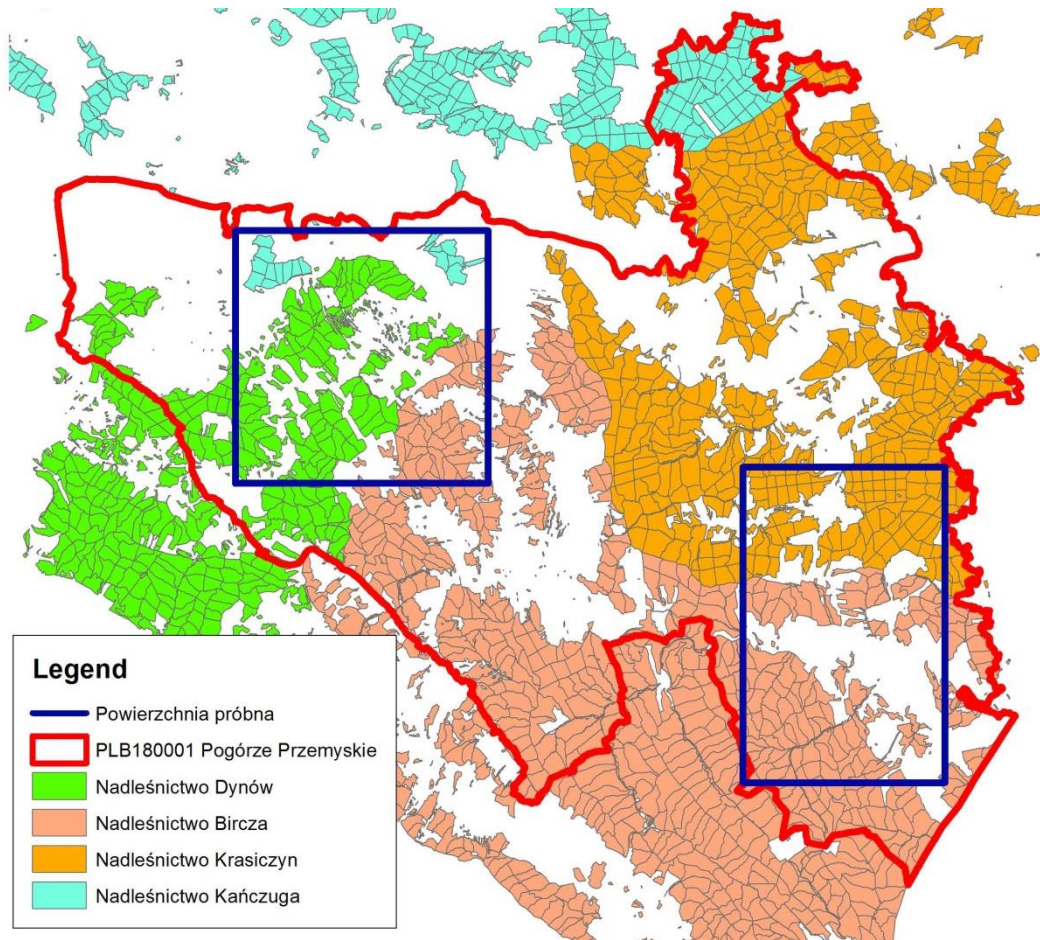 Legend
Powierzchnia próbna
PLB180001 Pogórze Przemyskie
Nadleśnictwo Dynów
Nadleśnictwo Bircza
Nadleśnictwo Krasiczyn
Nadleśnictwo Kańczuga